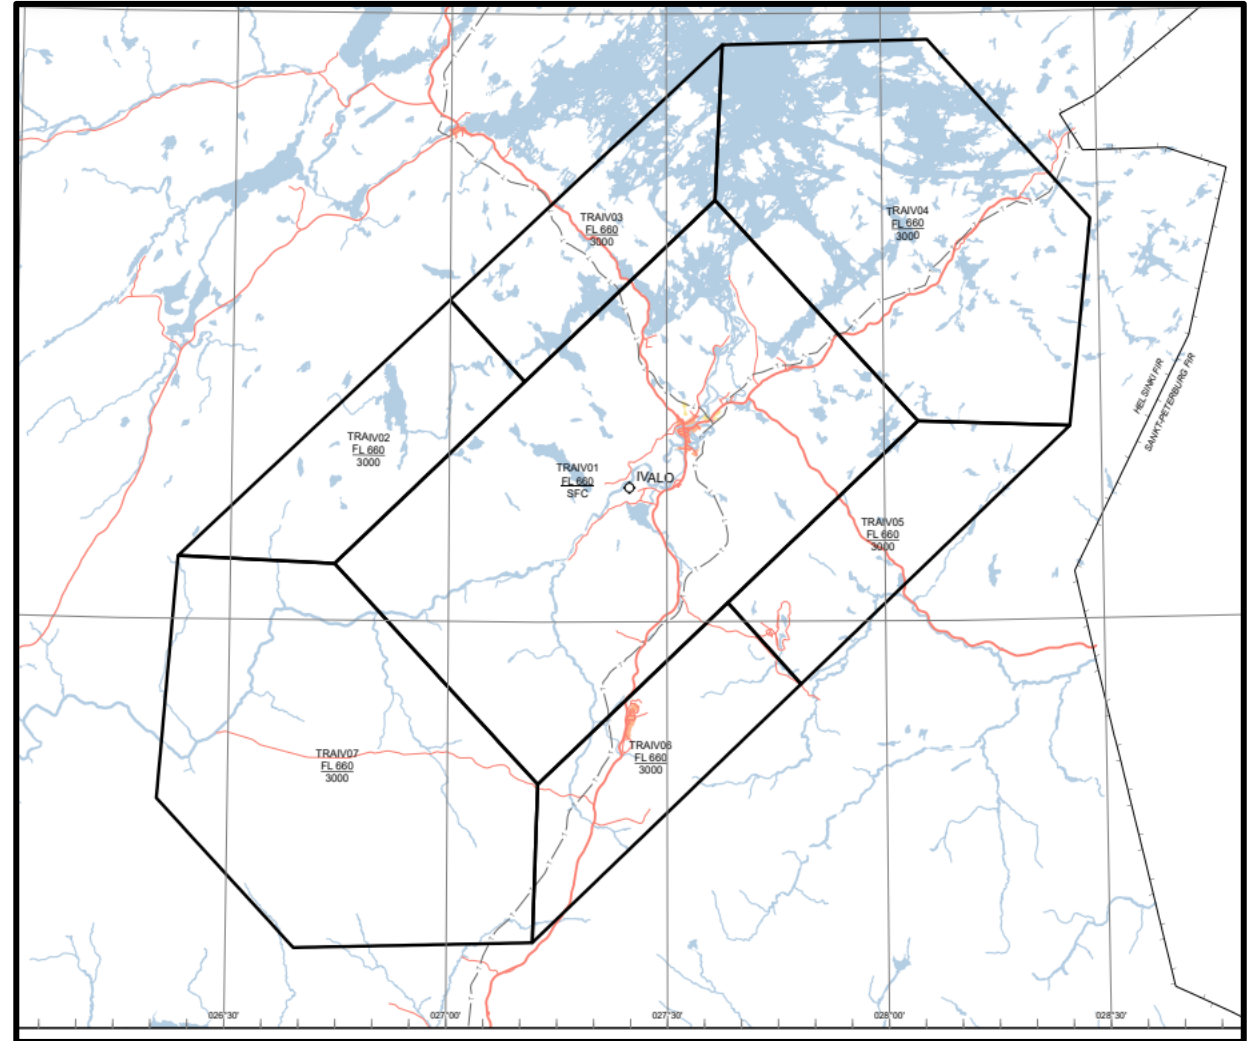 TRAIV03
FL 660
3000
TRAIV04
FL 660
3000
HELSINKI FIR
SANKT-PETERBURG FIR
TRAIV02
FL 660
3000
TRAIV01
FL 660
SFC
IVALO
TRAIV05
FL 660
3000
TRAIV07
FL 660
3000
TRAIV06
FL 660
3000
026°30'
027°00'
027°30'
028°00'
028°30'